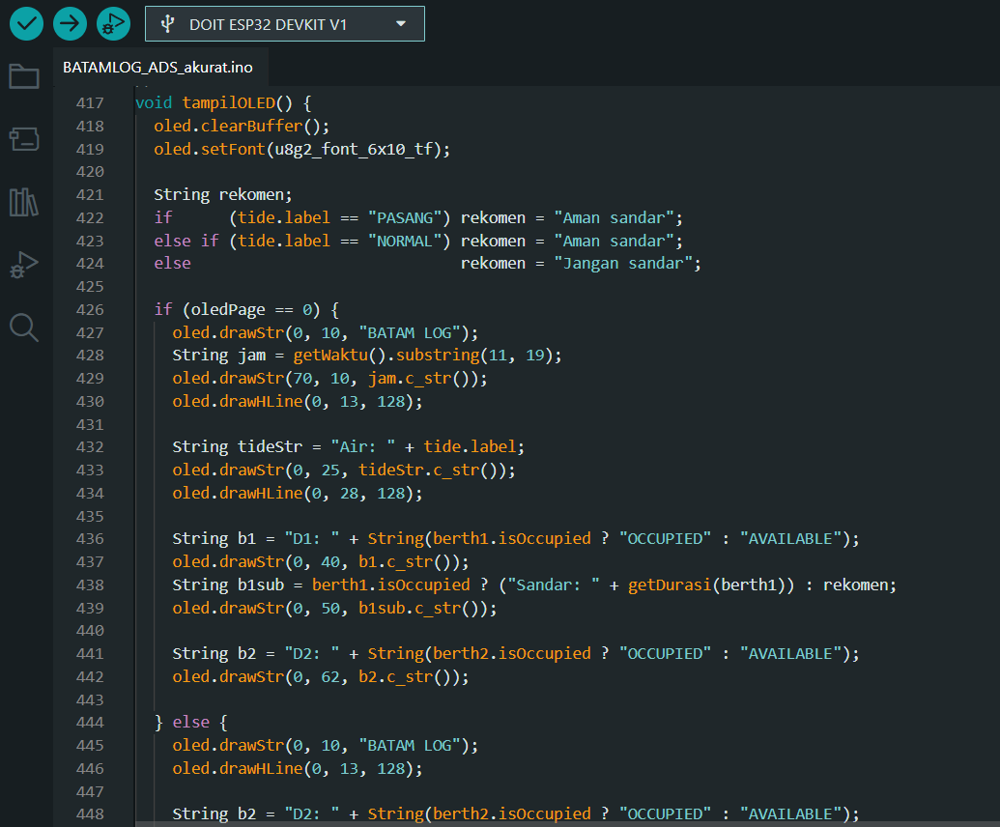 DOIT ESP32 DEVKIT V1
BATAMLOG_ADS_akurat.ino
417 void tampilOLED() {
418   oled.clearBuffer();
419   oled.setFont(u8g2_font_6x10_tf);
420
421   String rekomen;
422   if      (tide.label == "PASANG") rekomen = "Aman sandar";
423   else if (tide.label == "NORMAL") rekomen = "Aman sandar";
424   else                             rekomen = "Jangan sandar";
425
426   if (oledPage == 0) {
427     oled.drawStr(0, 10, "BATAM LOG");
428     String jam = getWaktu().substring(11, 19);
429     oled.drawStr(70, 10, jam.c_str());
430     oled.drawHLine(0, 13, 128);
431
432     String tideStr = "Air: " + tide.label;
433     oled.drawStr(0, 25, tideStr.c_str());
434     oled.drawHLine(0, 28, 128);
435
436     String b1 = "D1: " + String(berth1.isOccupied ? "OCCUPIED" : "AVAILABLE");
437     oled.drawStr(0, 40, b1.c_str());
438     String b1sub = berth1.isOccupied ? ("Sandar: " + getDurasi(berth1)) : rekomen;
439     oled.drawStr(0, 50, b1sub.c_str());
440
441     String b2 = "D2: " + String(berth2.isOccupied ? "OCCUPIED" : "AVAILABLE");
442     oled.drawStr(0, 62, b2.c_str());
443
444   } else {
445     oled.drawStr(0, 10, "BATAM LOG");
446     oled.drawHLine(0, 13, 128);
447
448     String b2 = "D2: " + String(berth2.isOccupied ? "OCCUPIED" : "AVAILABLE");